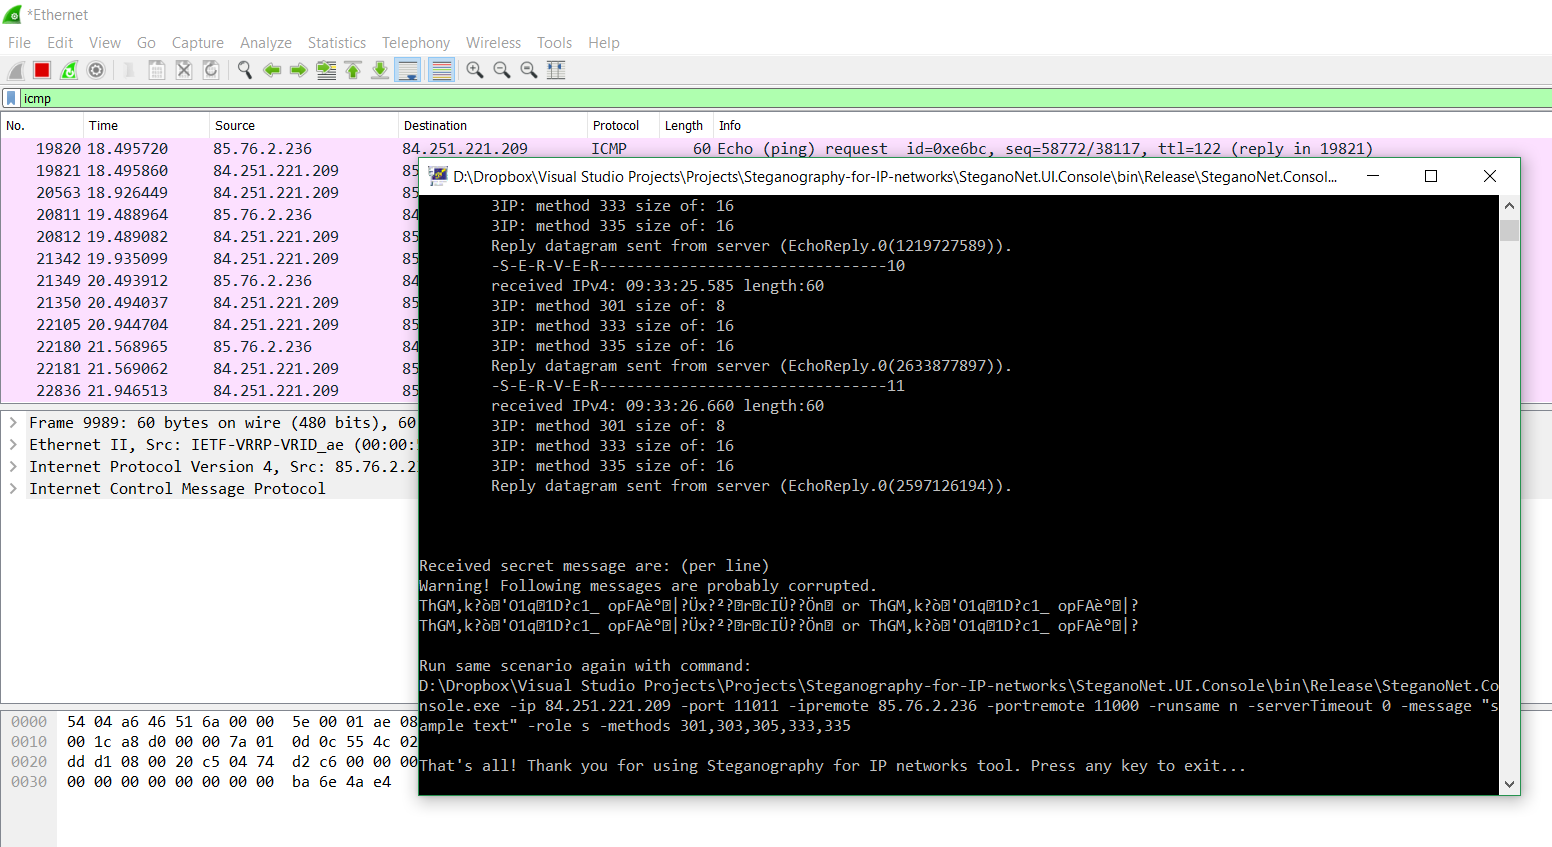 *Ethernet
File Edit View Go Capture Analyze Statistics Telephony Wireless Tools Help
icmp
No. Time Source Destination Protocol Length Info
19820 18.495720 85.76.2.236 84.251.221.209 ICMP 60 Echo (ping) request id=0xe6bc, seq=58772/38117, ttl=122 (reply in 19821)
19821 18.495860 84.251.221.209 85
20563 18.926449 84.251.221.209 85
20811 19.488964 85.76.2.236 84
20812 19.489082 84.251.221.209 85
21342 19.935099 84.251.221.209 85
21349 20.493912 85.76.2.236 84
21350 20.494037 84.251.221.209 85
22105 20.944704 84.251.221.209 85
22180 21.568965 85.76.2.236 84
22181 21.569062 84.251.221.209 85
22836 21.946513 84.251.221.209 85
Frame 9989: 60 bytes on wire (480 bits), 60
Ethernet II, Src: IETF-VRRP-VRID_ae (00:00:
Internet Protocol Version 4, Src: 85.76.2.2
Internet Control Message Protocol
0000 54 04 a6 46 51 6a 00 00 5e 00 01 ae 08
0010 00 1c a8 d0 00 00 7a 01 0d 0c 55 4c 02
0020 dd d1 08 00 20 c5 04 74 d2 c6 00 00 00
0030 00 00 00 00 00 00 00 00 ba 6e 4a e4
D:\Dropbox\Visual Studio Projects\Projects\Steganography-for-IP-networks\SteganoNet.UI.Console\bin\Release\SteganoNet.Consol...
3IP: method 333 size of: 16
3IP: method 335 size of: 16
Reply datagram sent from server (EchoReply.0(1219727589)).
-S-E-R-V-E-R--------------------------------10
received IPv4: 09:33:25.585 length:60
3IP: method 301 size of: 8
3IP: method 333 size of: 16
3IP: method 335 size of: 16
Reply datagram sent from server (EchoReply.0(2633877897)).
-S-E-R-V-E-R--------------------------------11
received IPv4: 09:33:26.660 length:60
3IP: method 301 size of: 8
3IP: method 333 size of: 16
3IP: method 335 size of: 16
Reply datagram sent from server (EchoReply.0(2597126194)).
Received secret message are: (per line)
Warning! Following messages are probably corrupted.
ThGM,k?ò⍰'O1q⍰1D?c1_ opFAèº⍰|?Üx?²?⍰r⍰cIÜ??Ön⍰ or ThGM,k?ò⍰'O1q⍰1D?c1_ opFAèº⍰|?
ThGM,k?ò⍰'O1q⍰1D?c1_ opFAèº⍰|?Üx?²?⍰r⍰cIÜ??Ön⍰ or ThGM,k?ò⍰'O1q⍰1D?c1_ opFAèº⍰|?
Run same scenario again with command:
D:\Dropbox\Visual Studio Projects\Projects\Steganography-for-IP-networks\SteganoNet.UI.Console\bin\Release\SteganoNet.Co
nsole.exe -ip 84.251.221.209 -port 11011 -ipremote 85.76.2.236 -portremote 11000 -runsame n -serverTimeout 0 -message "s
ample text" -role s -methods 301,303,305,333,335
That's all! Thank you for using Steganography for IP networks tool. Press any key to exit...